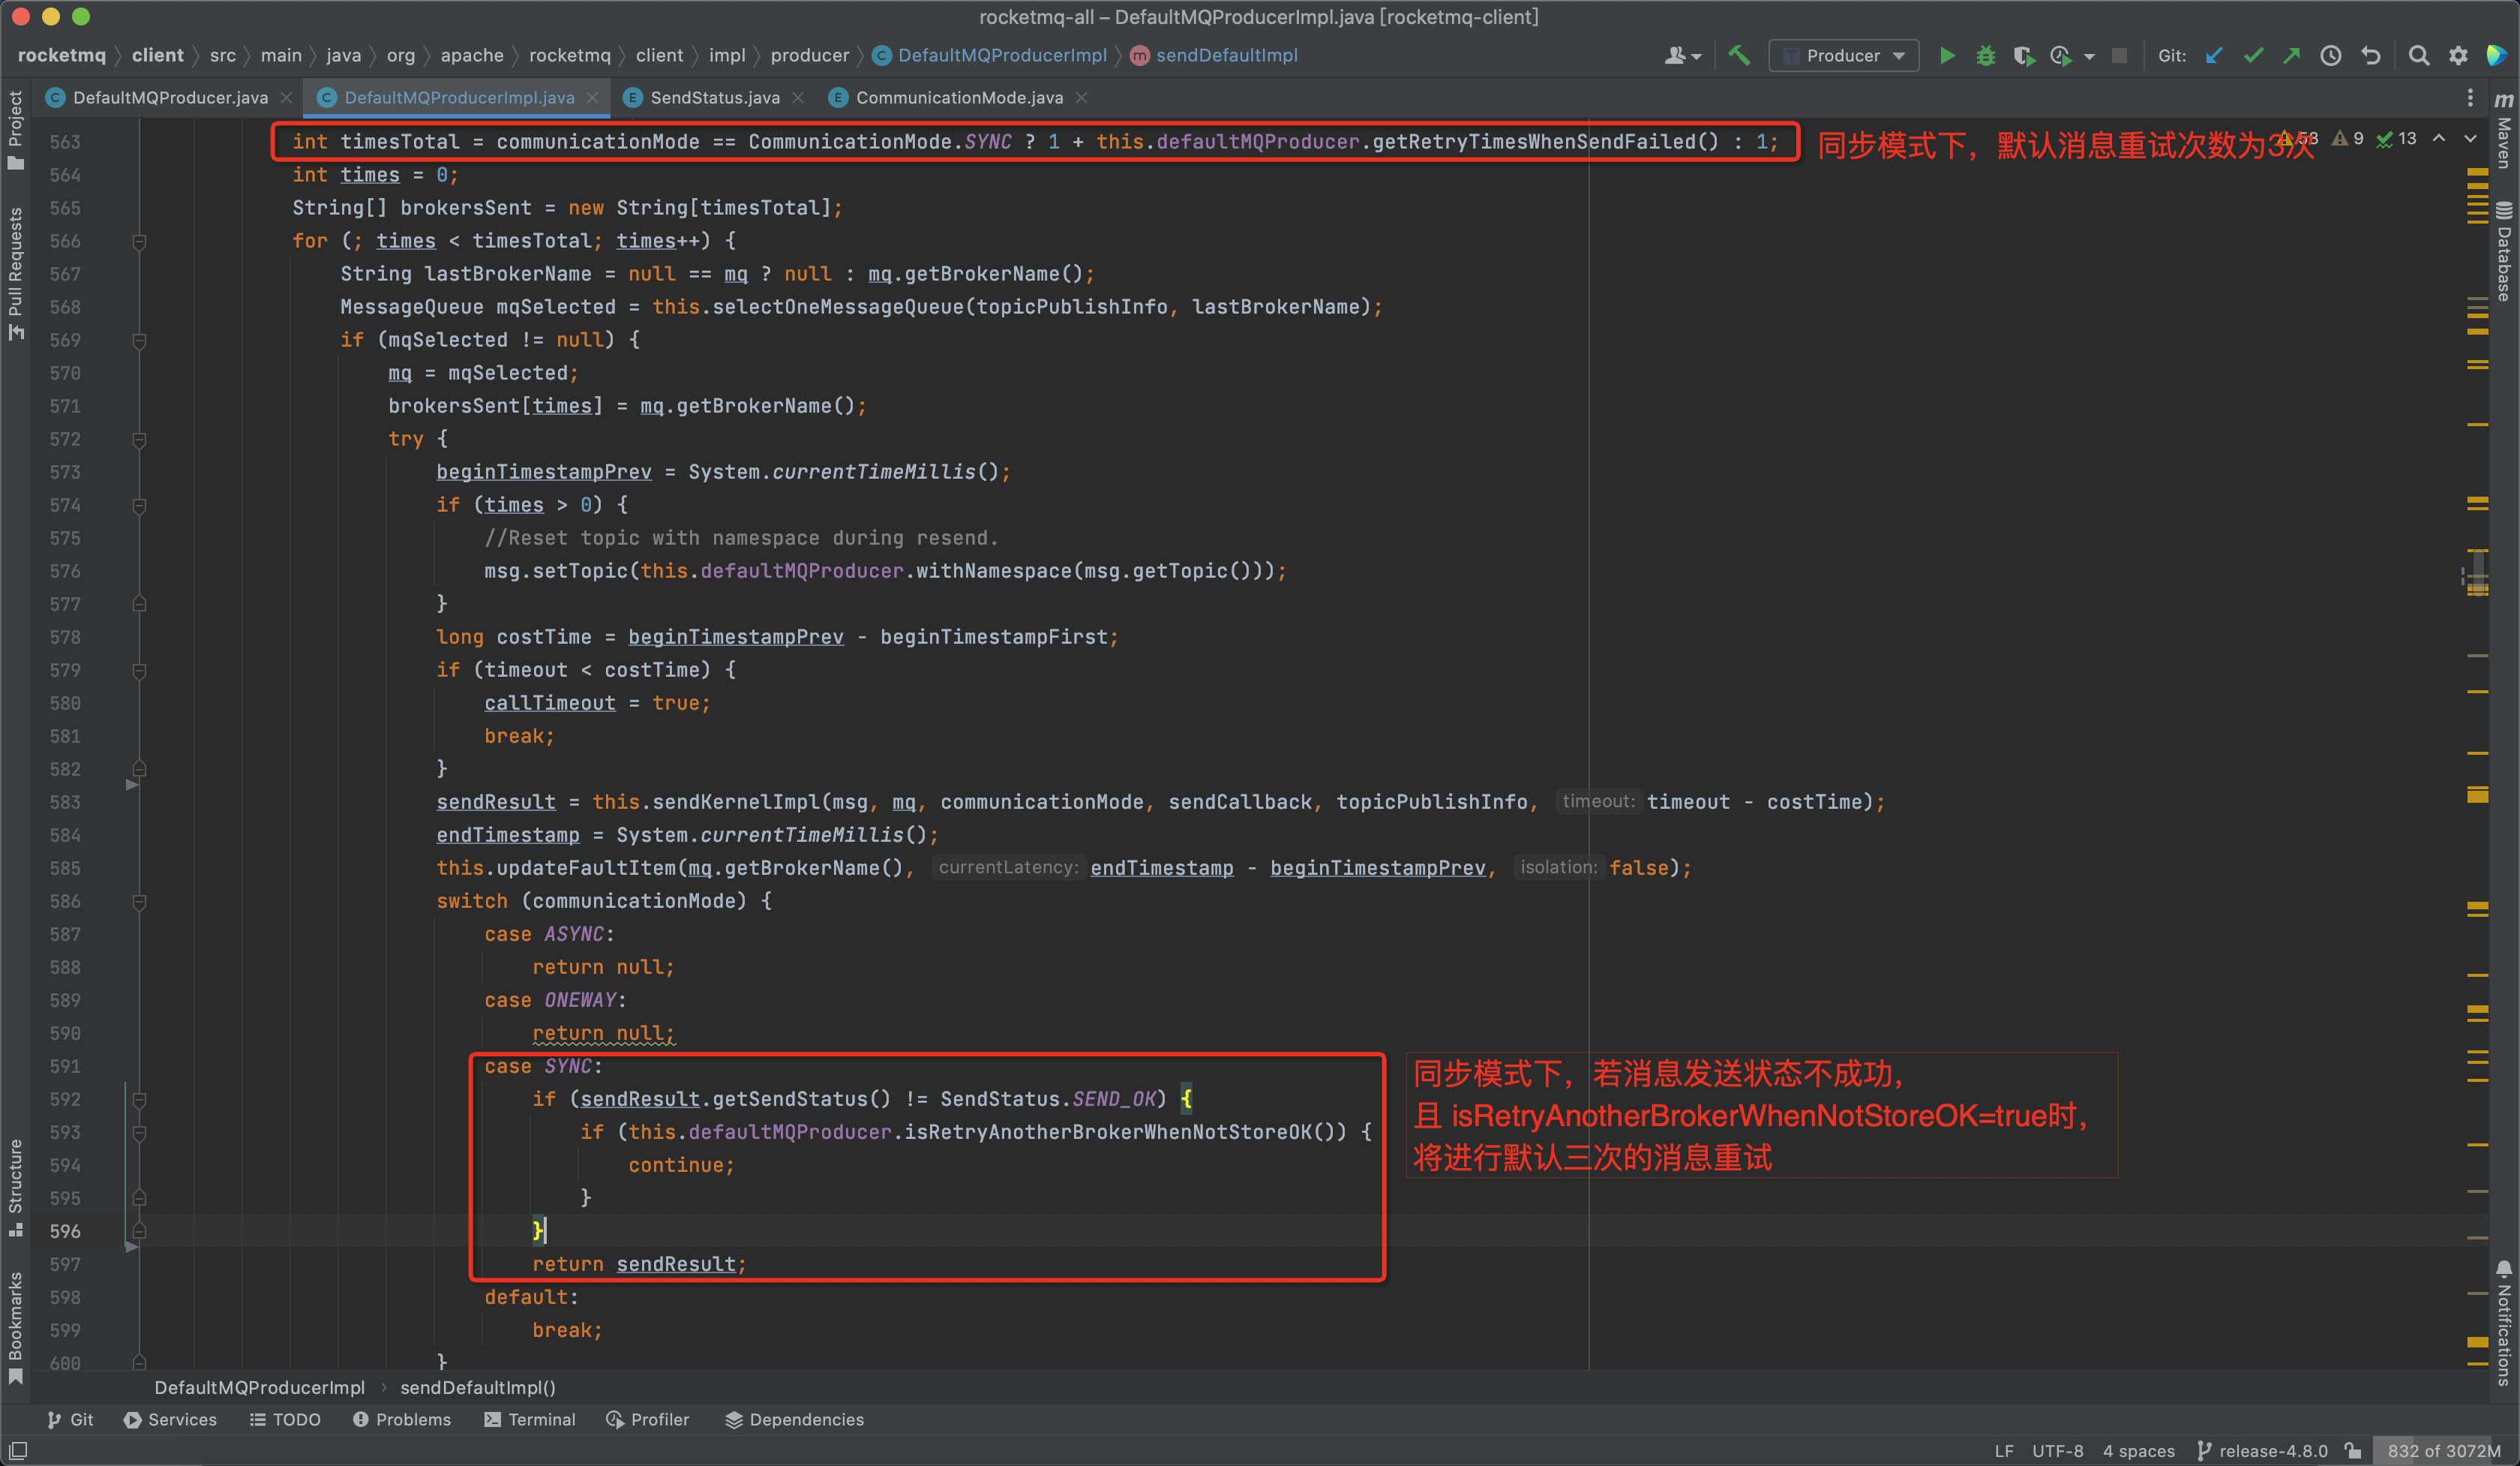 rocketmq-all – DefaultMQProducerImpl.java [rocketmq-client]
rocketmq client src main java org apache rocketmq client impl producer DefaultMQProducerImpl sendDefaultImpl Producer Git:
DefaultMQProducer.java DefaultMQProducerImpl.java SendStatus.java CommunicationMode.java
563 int timesTotal = communicationMode == CommunicationMode.SYNC ? 1 + this.defaultMQProducer.getRetryTimesWhenSendFailed() : 1;
同步模式下，默认消息重试次数为3次
9 13
564 int times = 0;
565 String[] brokersSent = new String[timesTotal];
566 for (; times < timesTotal; times++) {
567 String lastBrokerName = null == mq ? null : mq.getBrokerName();
568 MessageQueue mqSelected = this.selectOneMessageQueue(topicPublishInfo, lastBrokerName);
569 if (mqSelected != null) {
570 mq = mqSelected;
571 brokersSent[times] = mq.getBrokerName();
572 try {
573 beginTimestampPrev = System.currentTimeMillis();
574 if (times > 0) {
575 //Reset topic with namespace during resend.
576 msg.setTopic(this.defaultMQProducer.withNamespace(msg.getTopic()));
577 }
578 long costTime = beginTimestampPrev - beginTimestampFirst;
579 if (timeout < costTime) {
580 callTimeout = true;
581 break;
582 }
583 sendResult = this.sendKernelImpl(msg, mq, communicationMode, sendCallback, topicPublishInfo, timeout: timeout - costTime);
584 endTimestamp = System.currentTimeMillis();
585 this.updateFaultItem(mq.getBrokerName(), currentLatency: endTimestamp - beginTimestampPrev, isolation: false);
586 switch (communicationMode) {
587 case ASYNC:
588 return null;
589 case ONEWAY:
590 return null;
591 case SYNC:
592 if (sendResult.getSendStatus() != SendStatus.SEND_OK) {
593 if (this.defaultMQProducer.isRetryAnotherBrokerWhenNotStoreOK()) {
594 continue;
595 }
596 }
597 return sendResult;
598 default:
599 break;
600 }
同步模式下，若消息发送状态不成功，
且 isRetryAnotherBrokerWhenNotStoreOK=true时，
将进行默认三次的消息重试
Project
Pull Requests
Structure
Bookmarks
m Maven
Database
Notifications
DefaultMQProducerImpl sendDefaultImpl()
Git Services TODO Problems Terminal Profiler Dependencies
LF UTF-8 4 spaces release-4.8.0 832 of 3072M